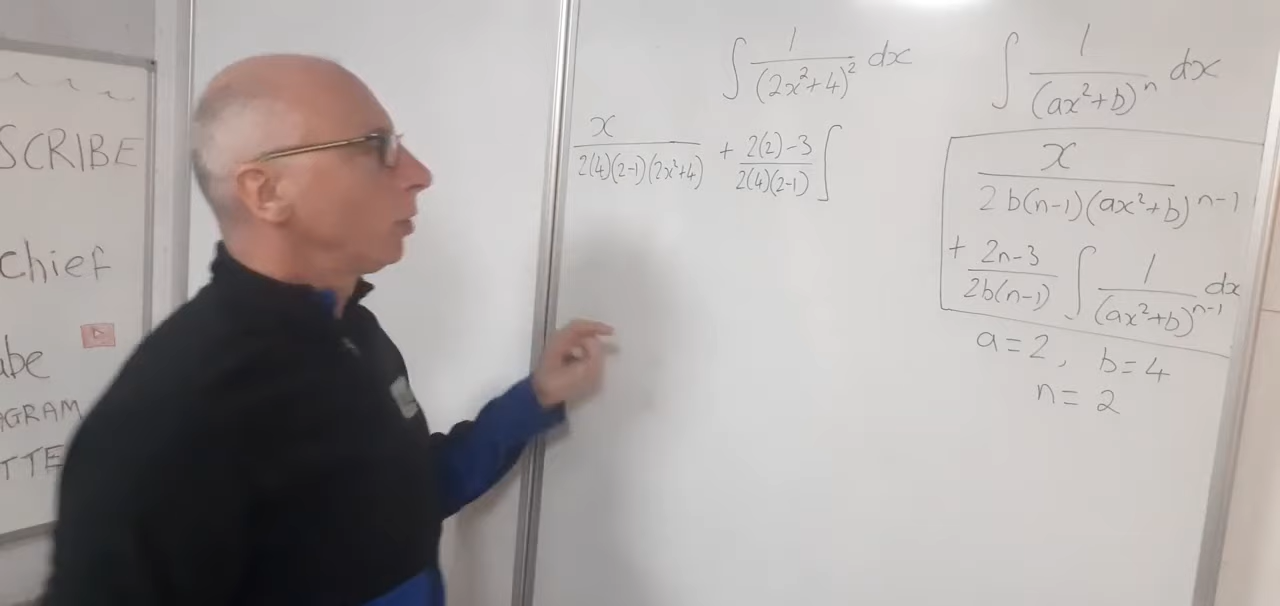 SCRIBE
chief
be
GRAM
TTE
∫ 1/(2x²+4)² dx
x/(2(4)(2-1)(2x²+4)) + (2(2)-3)/(2(4)(2-1)) ∫
∫ 1/(ax²+b)ⁿ dx
x/(2b(n-1)(ax²+b)ⁿ⁻¹)
+ (2n-3)/(2b(n-1)) ∫ 1/(ax²+b)ⁿ⁻¹ dx
a=2, b=4
n=2